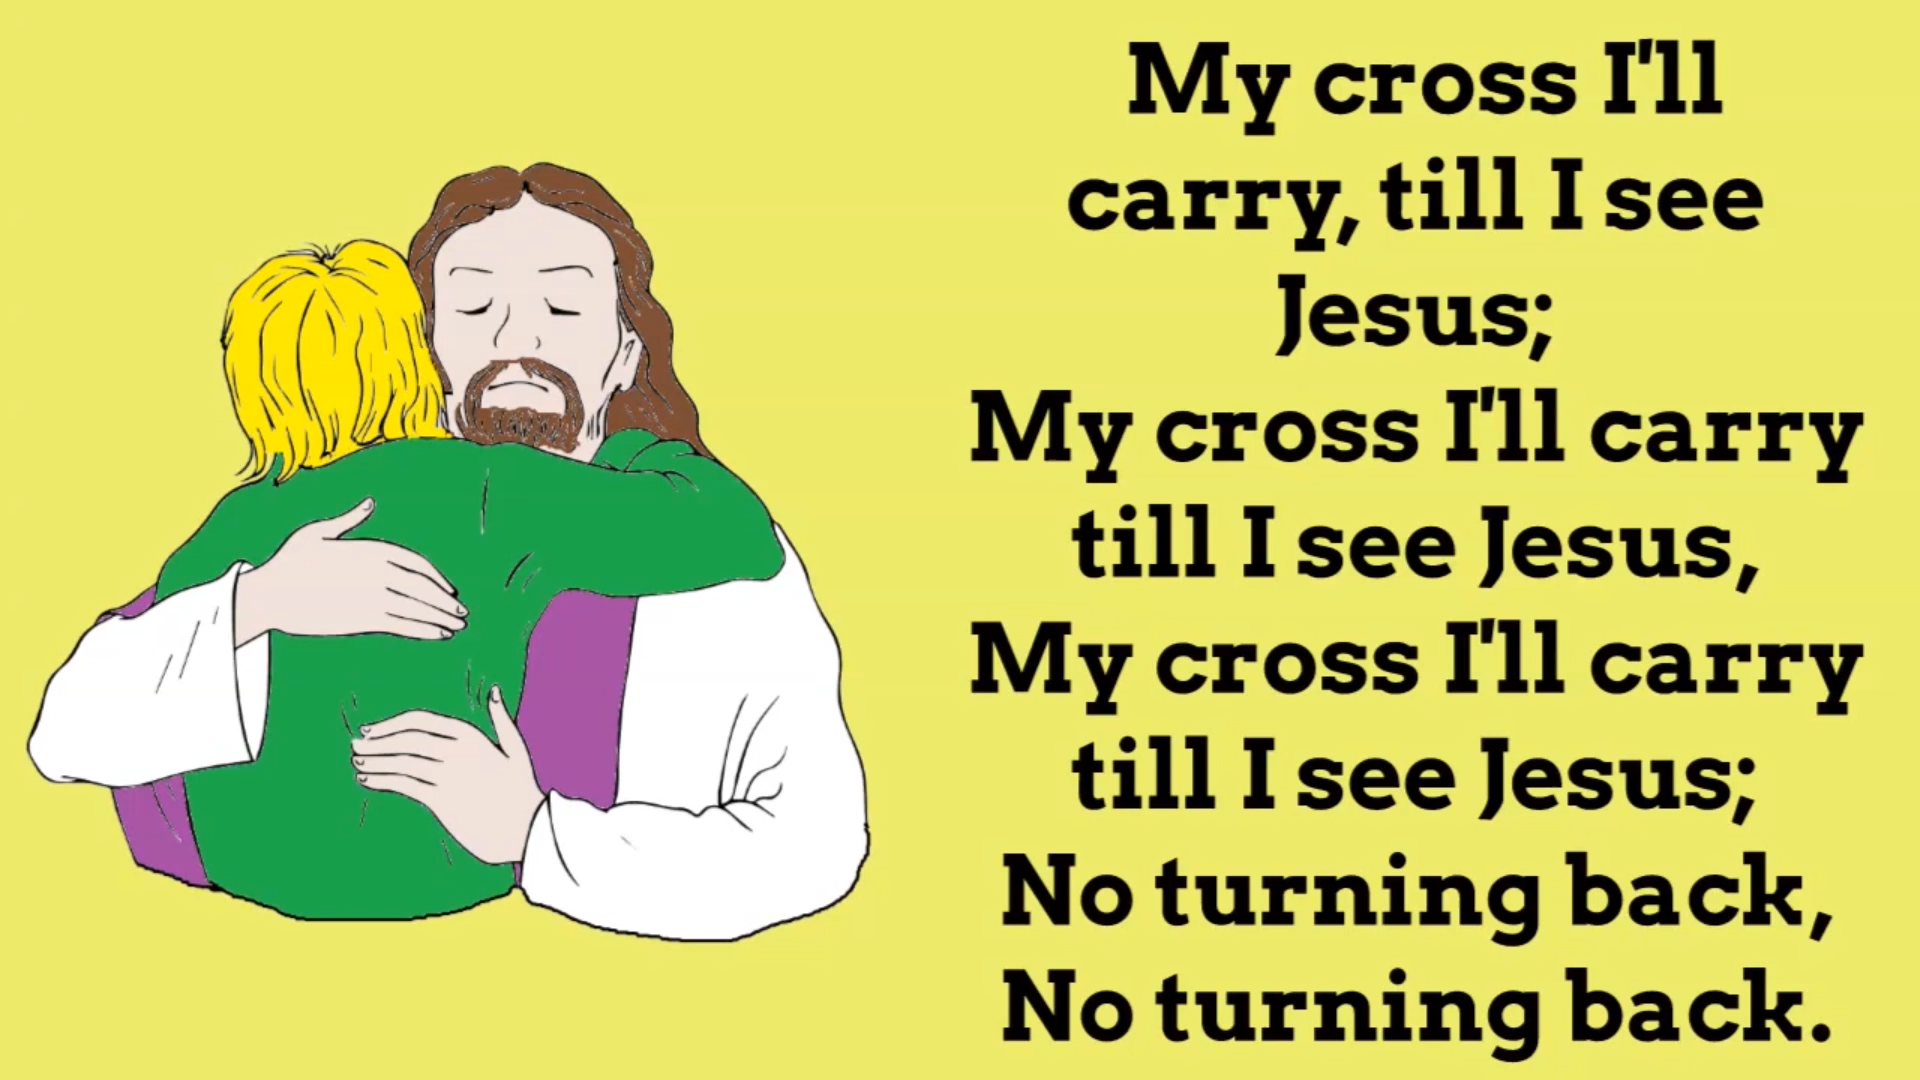 My cross I'll
carry, till I see
Jesus;
My cross I'll carry
till I see Jesus,
My cross I'll carry
till I see Jesus;
No turning back,
No turning back.